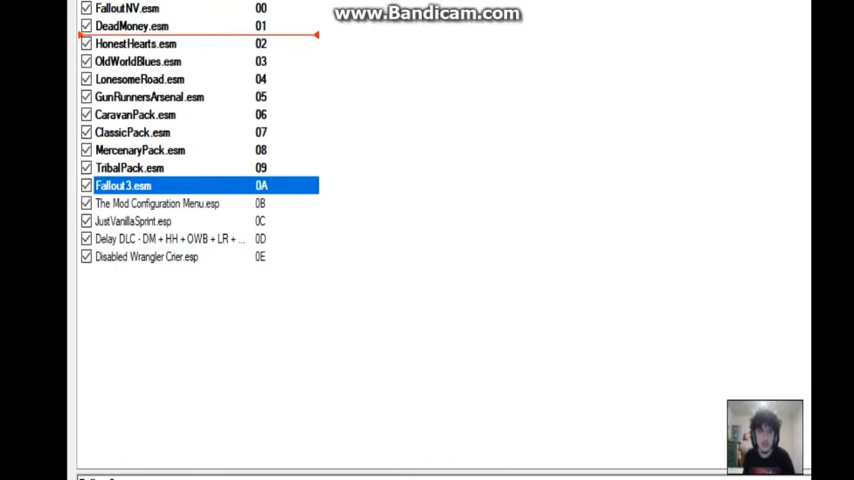 www.Bandicam.com
FalloutNV.esm 00
DeadMoney.esm 01
HonestHearts.esm 02
OldWorldBlues.esm 03
LonesomeRoad.esm 04
GunRunnersArsenal.esm 05
CaravanPack.esm 06
ClassicPack.esm 07
MercenaryPack.esm 08
TribalPack.esm 09
Fallout3.esm 0A
The Mod Configuration Menu.esp 0B
JustVanillaSprint.esp 0C
Delay DLC - DM + HH + OWB + LR + ... 0D
Disabled Wrangler Crier.esp 0E